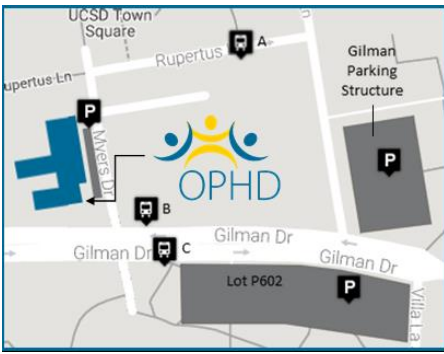 UCSD Town
Square
Rupertus Ln
Rupertus
A
Gilman
Parking
Structure
P
Myers Dr
P
OPHD
B
Gilman Dr
C
Gilman Dr
Gilman Dr
Lot P602
P
Villa La